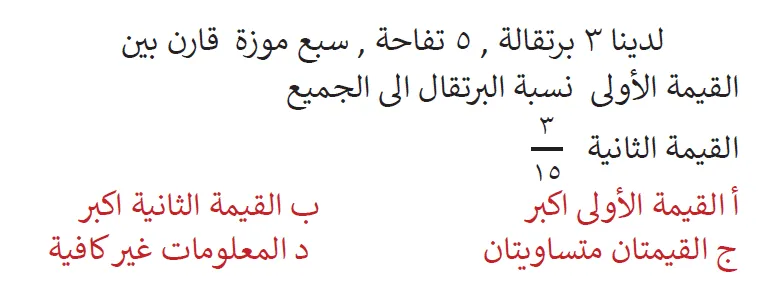 لدينا ٣ برتقالة , ٥ تفاحة , سبع موزة قارن بين
القيمة الأولى نسبة البرتقال الى الجميع
القيمة الثانية ٣/١٥
أ القيمة الأولى اكبر ب القيمة الثانية اكبر
ج القيمتان متساويتان د المعلومات غير كافية